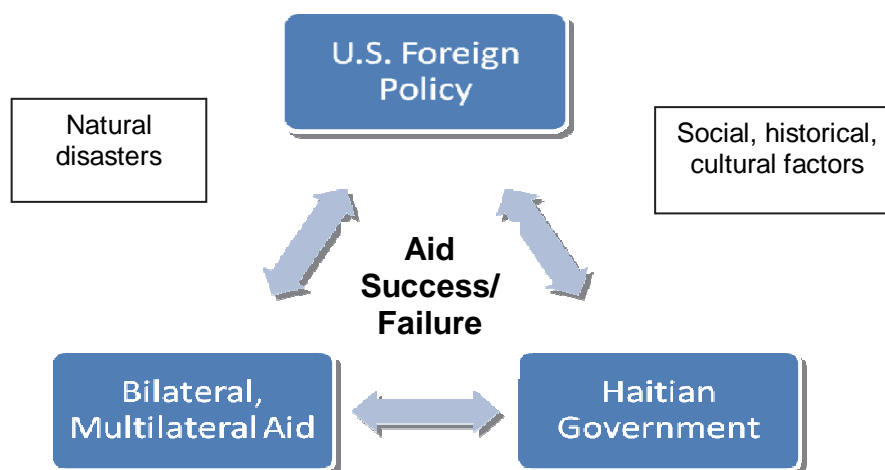 U.S. Foreign
Policy
Natural
disasters
Social, historical,
cultural factors
Aid
Success/
Failure
Bilateral,
Multilateral Aid
Haitian
Government